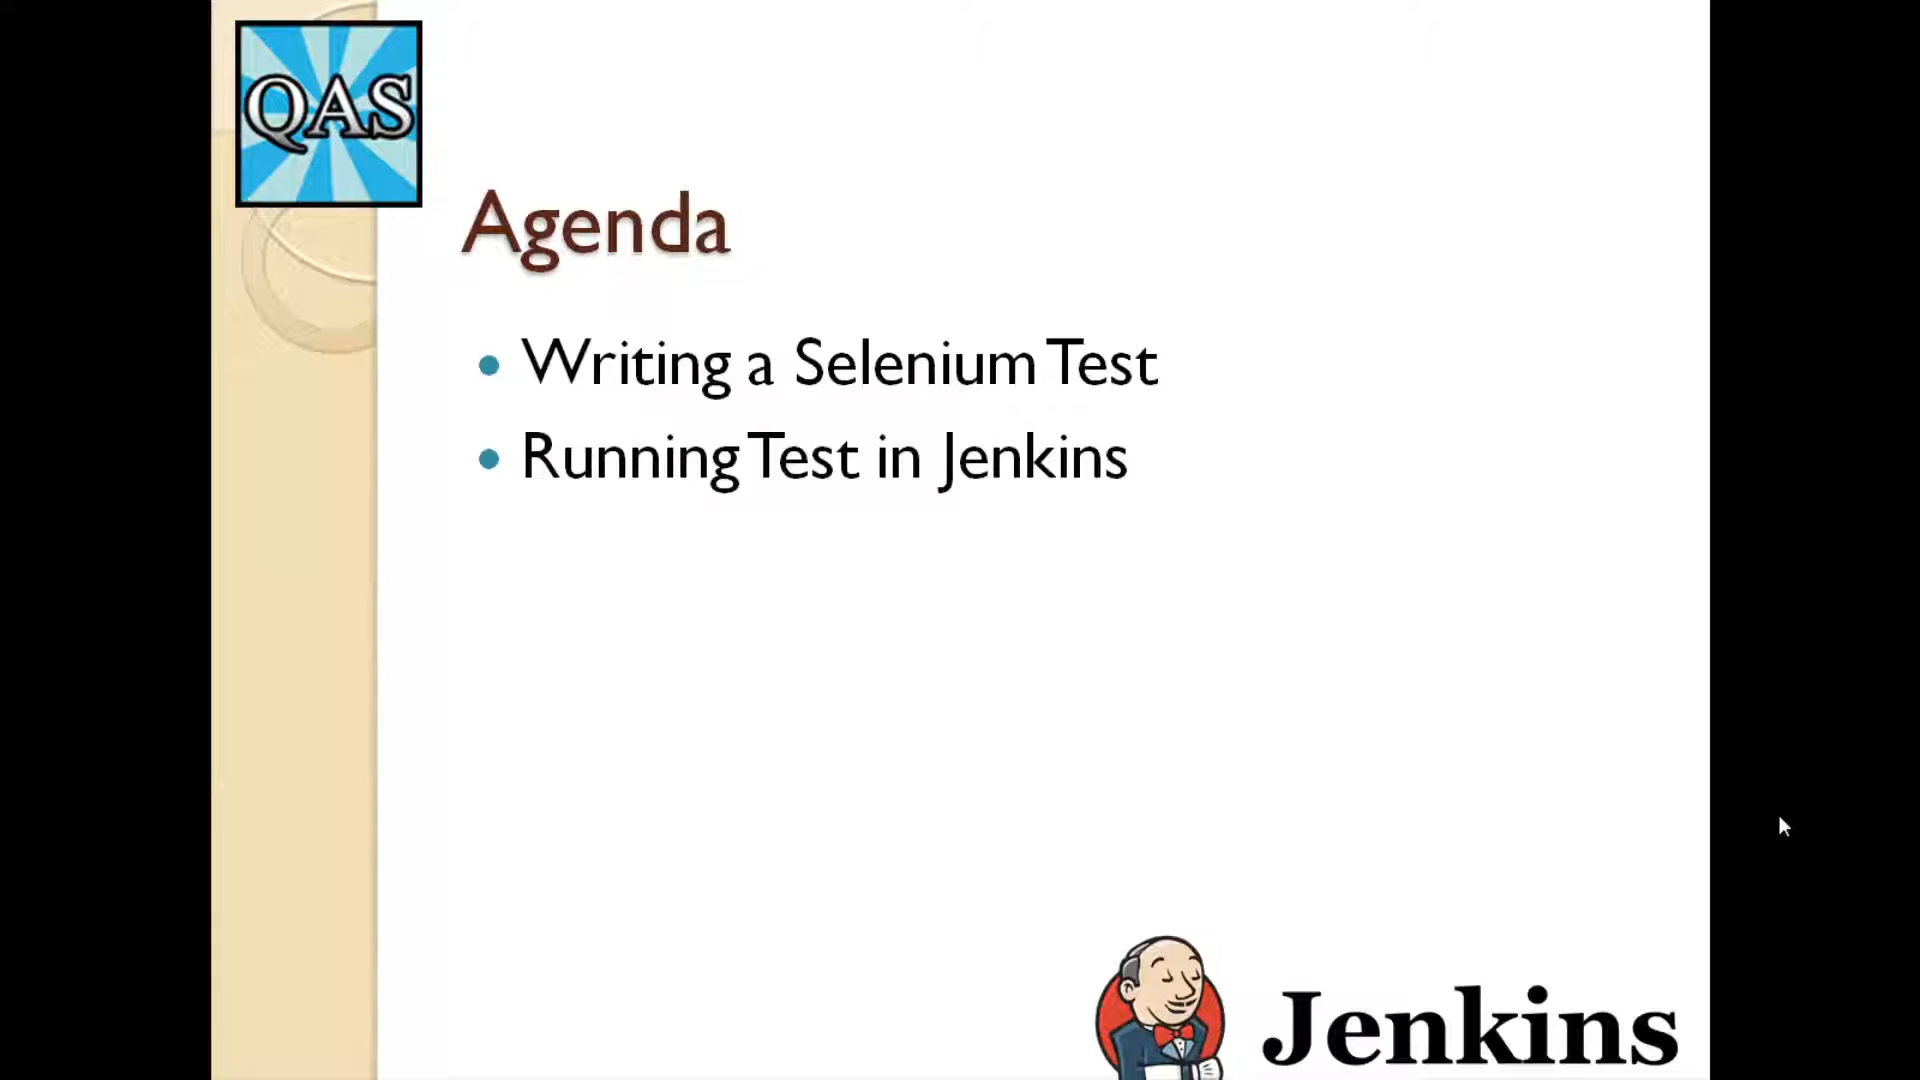 QAS
Agenda
Writing a Selenium Test
Running Test in Jenkins
Jenkins